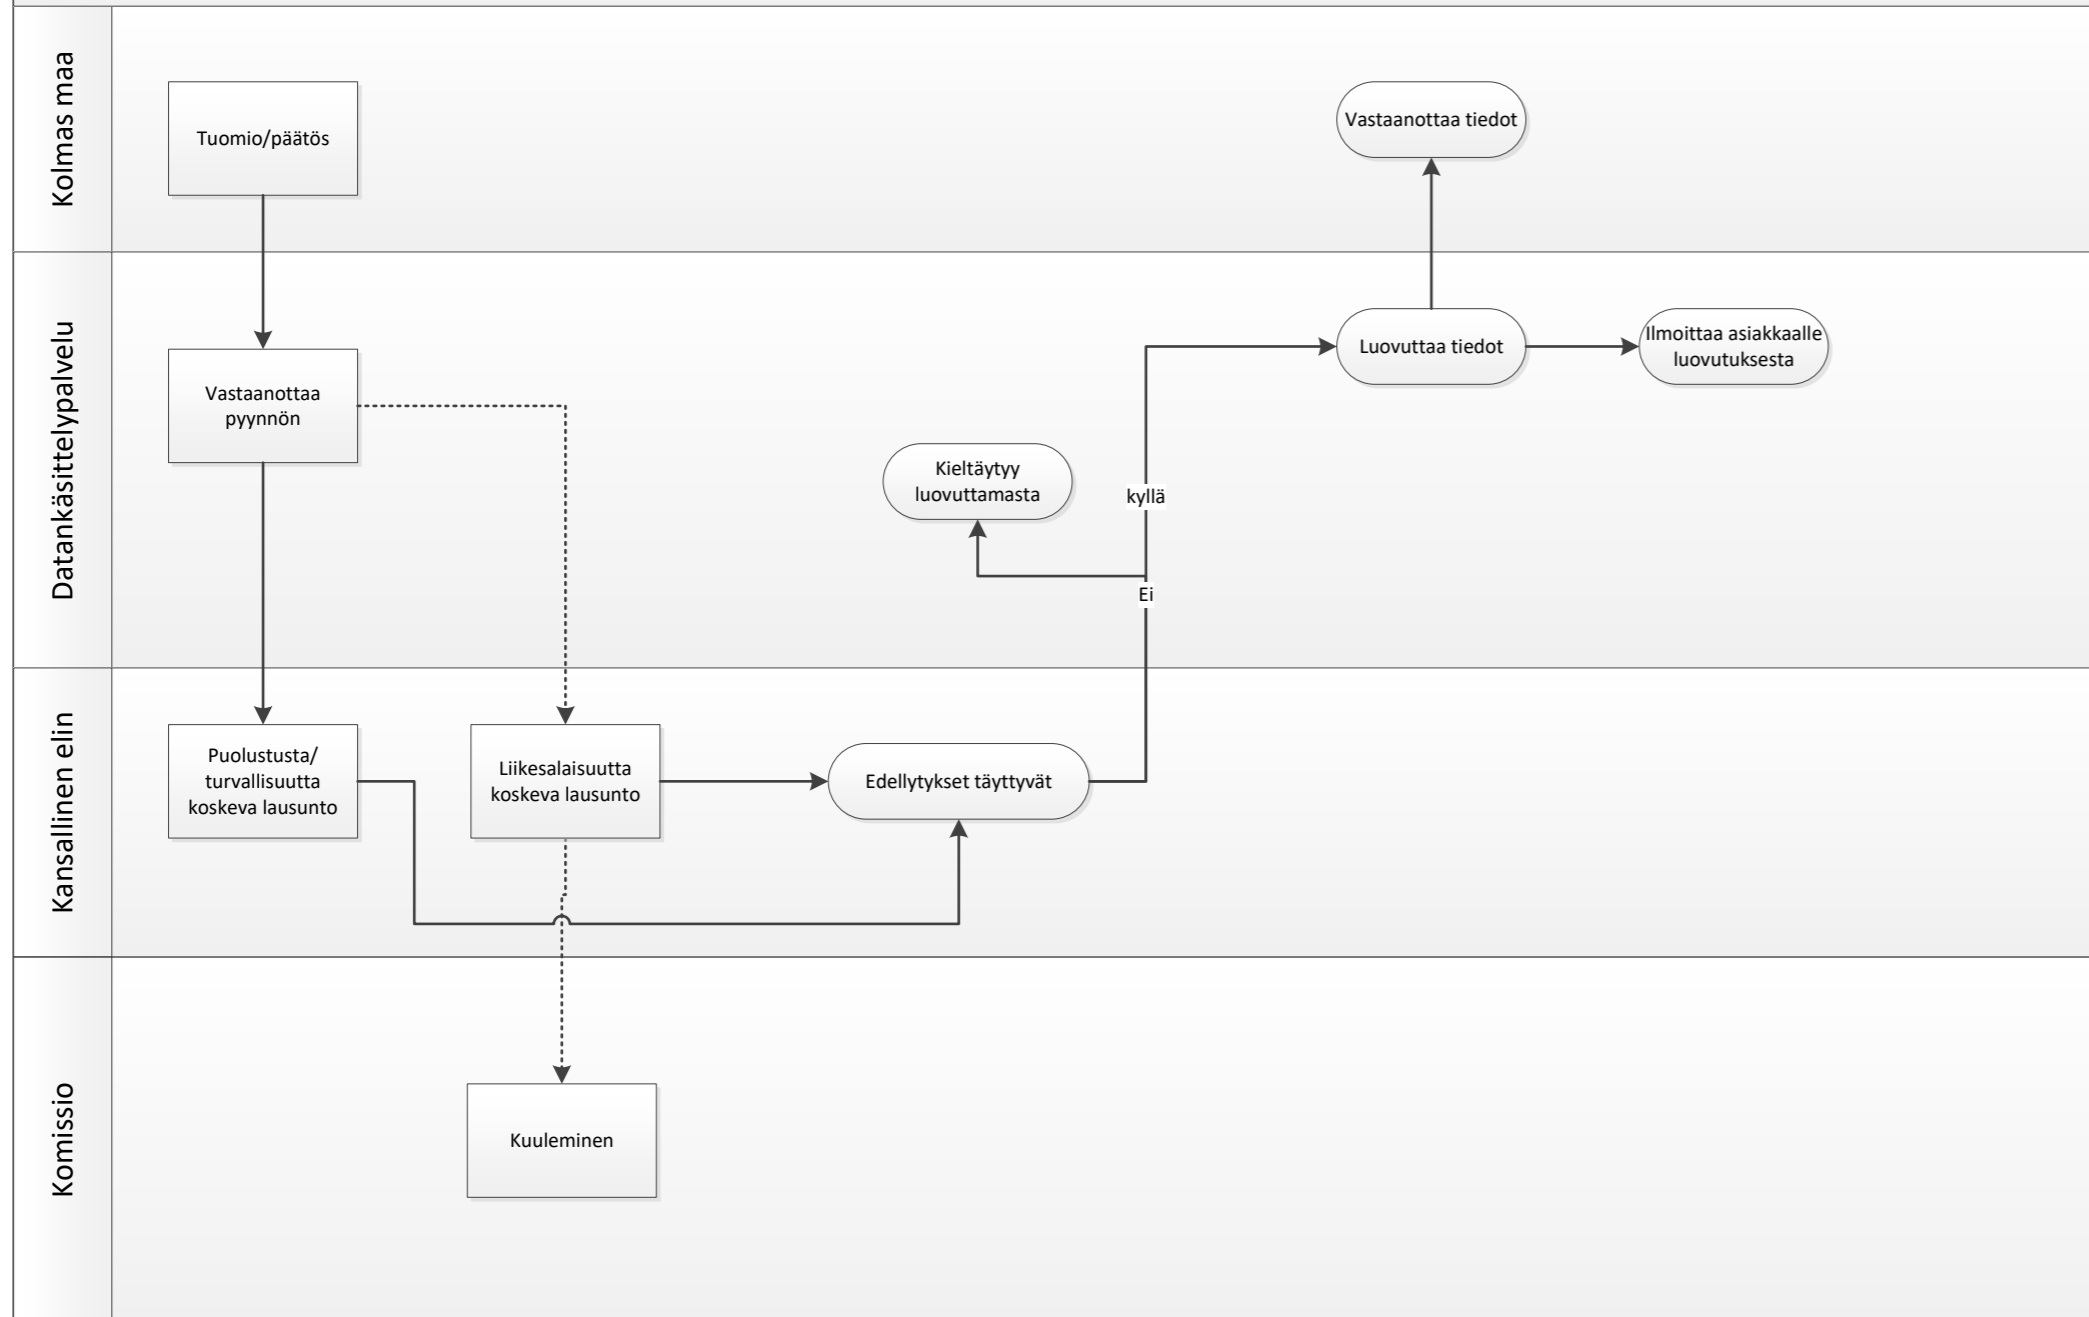 Kolmas maa
Tuomio/päätös
Vastaanottaa tiedot
Datankäsittelypalvelu
Vastaanottaa
pyynnön
Kieltäytyy
luovuttamasta
kyllä
Ei
Luovuttaa tiedot
Ilmoittaa asiakkaalle
luovutuksesta
Kansallinen elin
Puolustusta/
turvallisuutta
koskeva lausunto
Liikesalaisuutta
koskeva lausunto
Edellytykset täyttyvät
Komissio
Kuuleminen